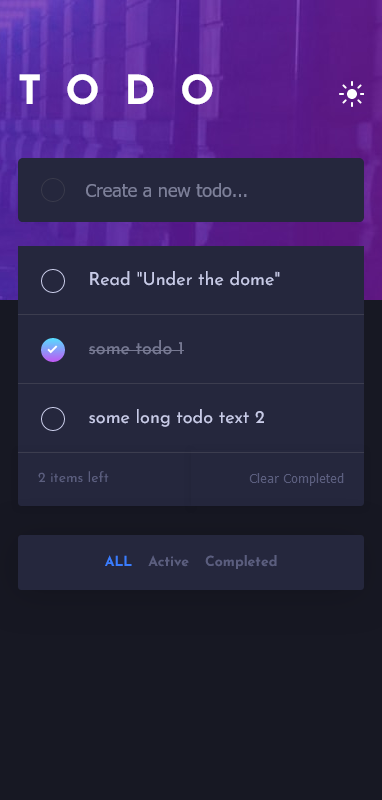 TODO
Create a new todo...
Read "Under the dome"
some todo 1
some long todo text 2
2 items left Clear Completed
ALL Active Completed